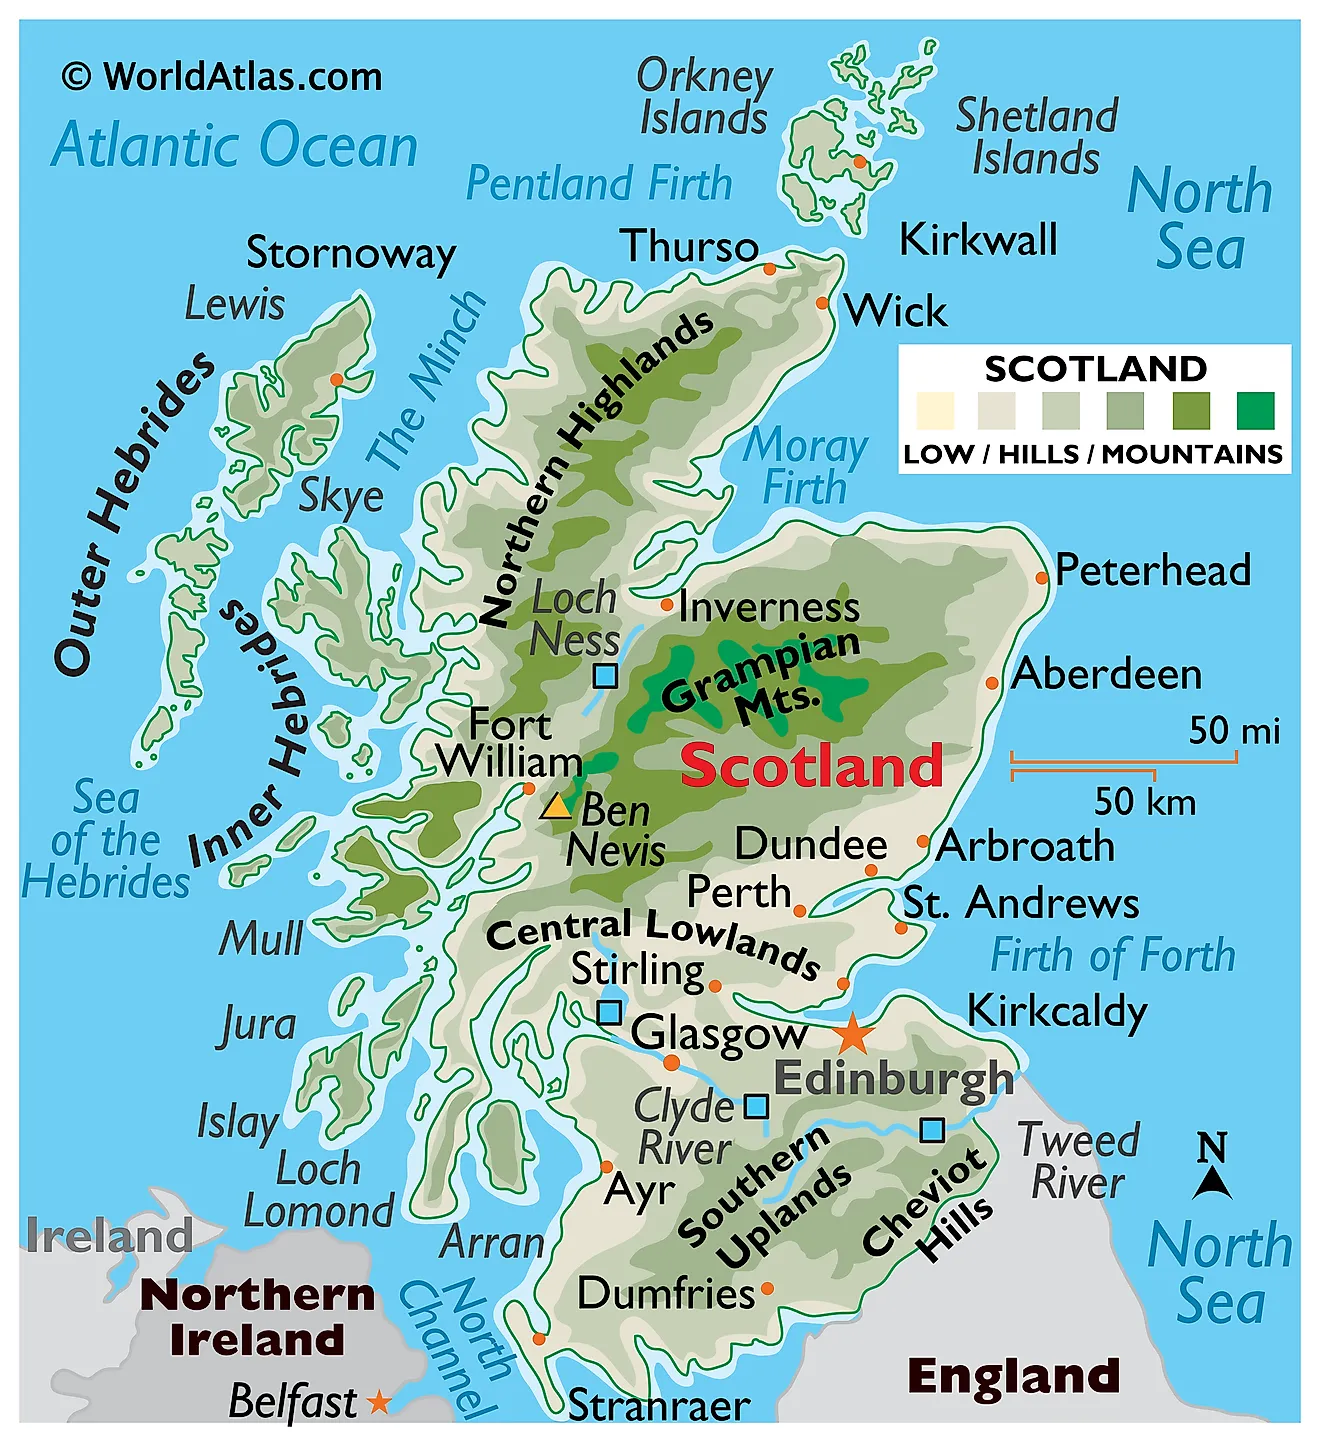 © WorldAtlas.com
Atlantic Ocean
Orkney
Islands
Shetland
Islands
Pentland Firth
North
Sea
Stornoway
Thurso
Kirkwall
Lewis
The Minch
Wick
Northern Highlands
SCOTLAND
LOW / HILLS / MOUNTAINS
Outer Hebrides
Moray
Firth
Skye
Peterhead
Loch
Ness
Inverness
Inner Hebrides
Grampian
Mts.
Aberdeen
Fort
William
Scotland
50 mi
50 km
Sea
of the
Hebrides
Ben
Nevis
Dundee
Arbroath
Perth
St. Andrews
Mull
Central Lowlands
Firth of Forth
Stirling
Jura
Kirkcaldy
Glasgow
Edinburgh
Islay
Clyde
River
Tweed
River
N
Loch
Lomond
Ayr
Southern
Uplands
Cheviot
Hills
Arran
Ireland
North
Sea
Northern
Ireland
North
Channel
Dumfries
England
Belfast
Stranraer